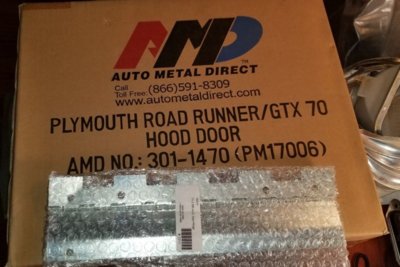 AMD
AUTO METAL DIRECT
Call
Toll Free: (866)591-8309
www.autometaldirect.com
PLYMOUTH ROAD RUNNER/GTX 70
HOOD DOOR
AMD NO.: 301-1470 (PM17006)